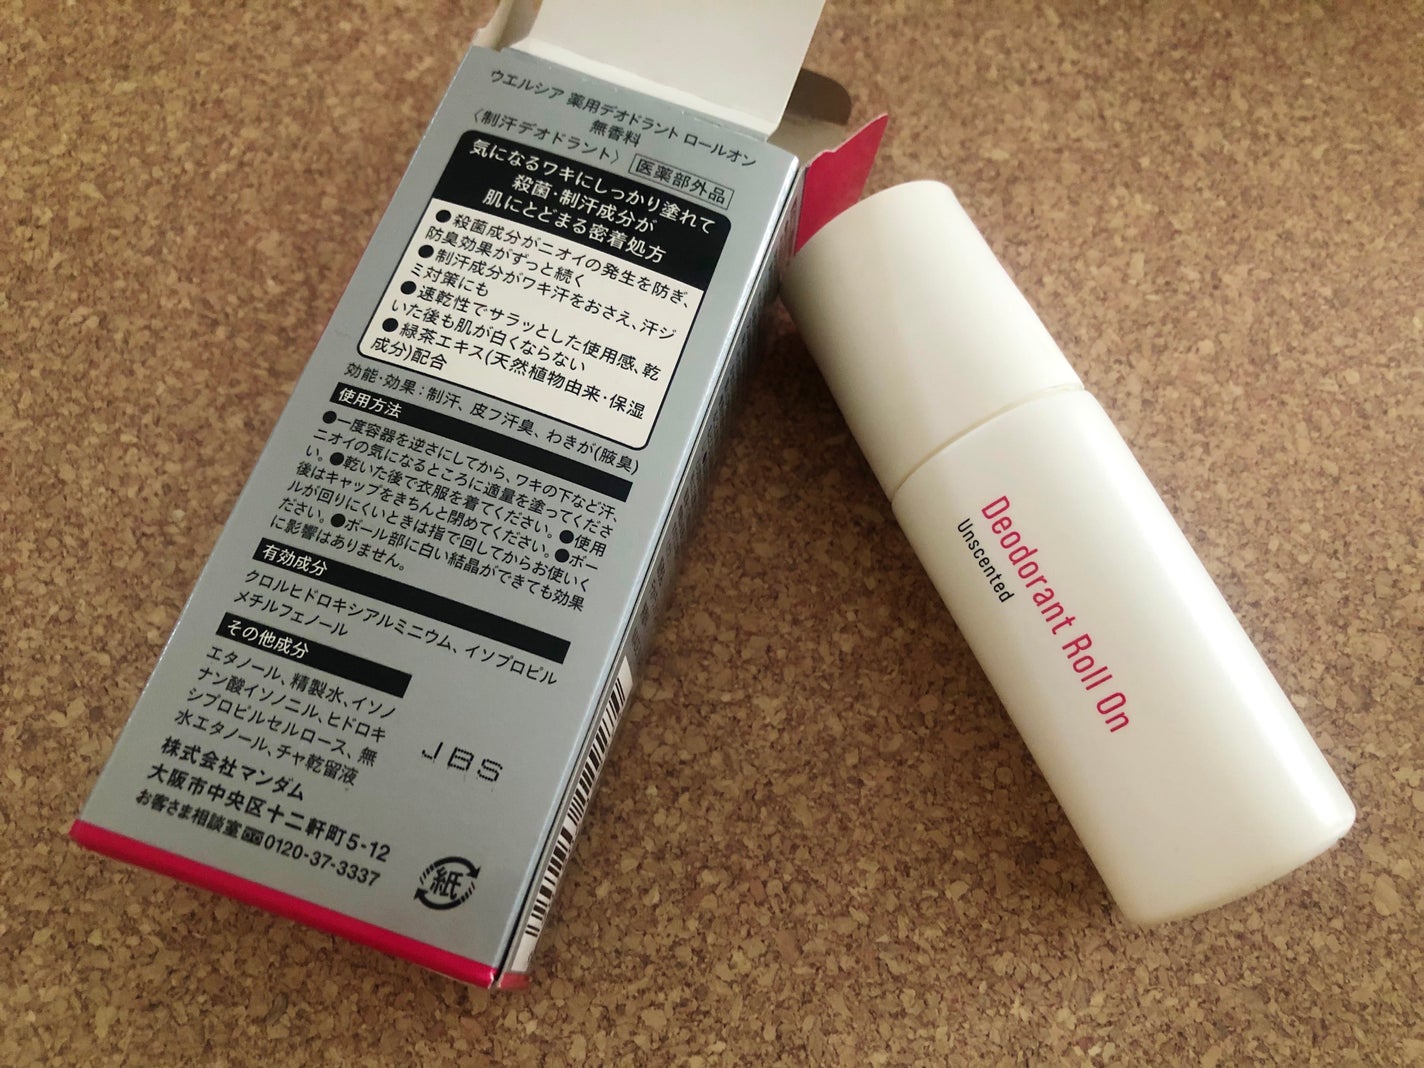 ウエルシア 薬用デオドラント ロールオン
無香料
〈制汗デオドラント〉 医薬部外品
気になるワキにしっかり塗れて
殺菌・制汗成分が
肌にとどまる密着処方
●殺菌成分がニオイの発生を防ぎ、
防臭効果がずっと続く
●制汗成分がワキ汗をおさえ、汗ジ
ミ対策にも
●速乾性でサラッとした使用感、乾
いた後も肌が白くならない
●緑茶エキス(天然植物由来・保湿
成分)配合
効能・効果：制汗、皮フ汗臭、わきが(腋臭)
使用方法
●一度容器を逆さにしてから、ワキの下など汗、
ニオイの気になるところに適量を塗ってくださ
い。●乾いた後で衣服を着てください。●使用
後はキャップをきちんと閉めてください。●ボー
ルが回りにくいときは指で回してからお使いく
ださい。●ボール部に白い結晶ができても効果
に影響はありません。
有効成分
クロルヒドロキシアルミニウム、イソプロピル
メチルフェノール
その他成分
エタノール、精製水、イソノ
ナン酸イソノニル、ヒドロキ
シプロピルセルロース、無
水エタノール、チャ乾留液
JBS
株式会社マンダム
大阪市中央区十二軒町5-12
お客さま相談室 0120-37-3337
紙
Deodorant Roll On
Unscented